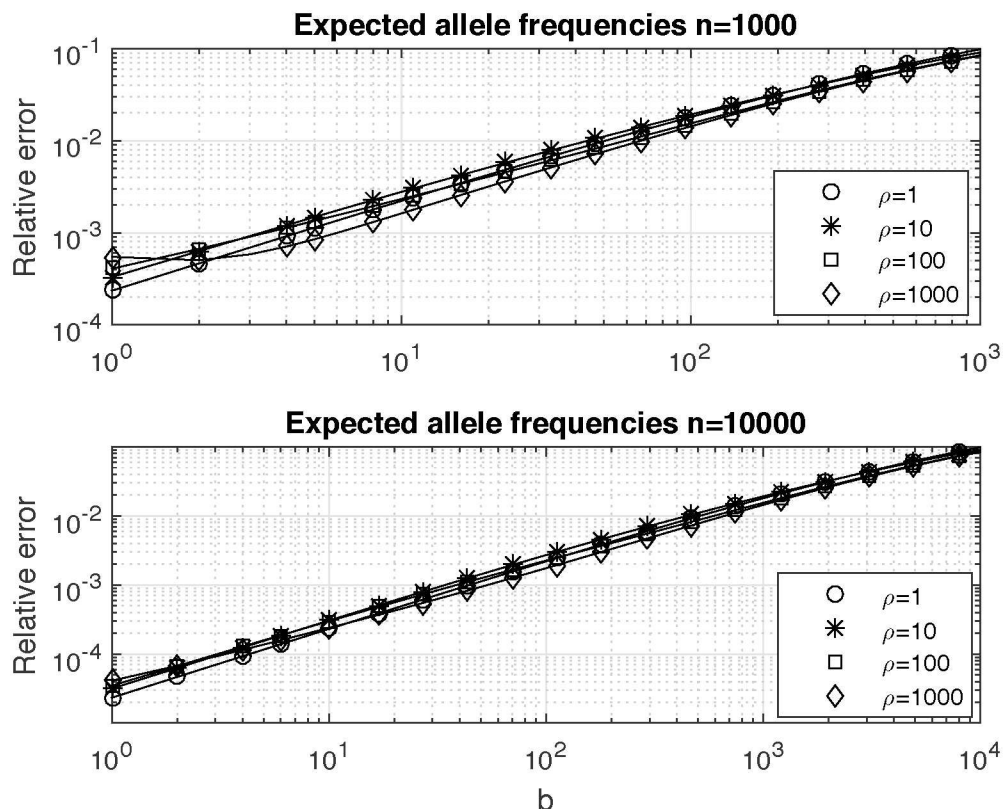 Expected allele frequencies n=1000
Relative error
10^-1
10^-2
10^-3
10^-4
ρ=1
ρ=10
ρ=100
ρ=1000
10^0
10^1
10^2
10^3
Expected allele frequencies n=10000
Relative error
10^-2
10^-3
10^-4
ρ=1
ρ=10
ρ=100
ρ=1000
10^0
10^1
10^2
10^3
10^4
b